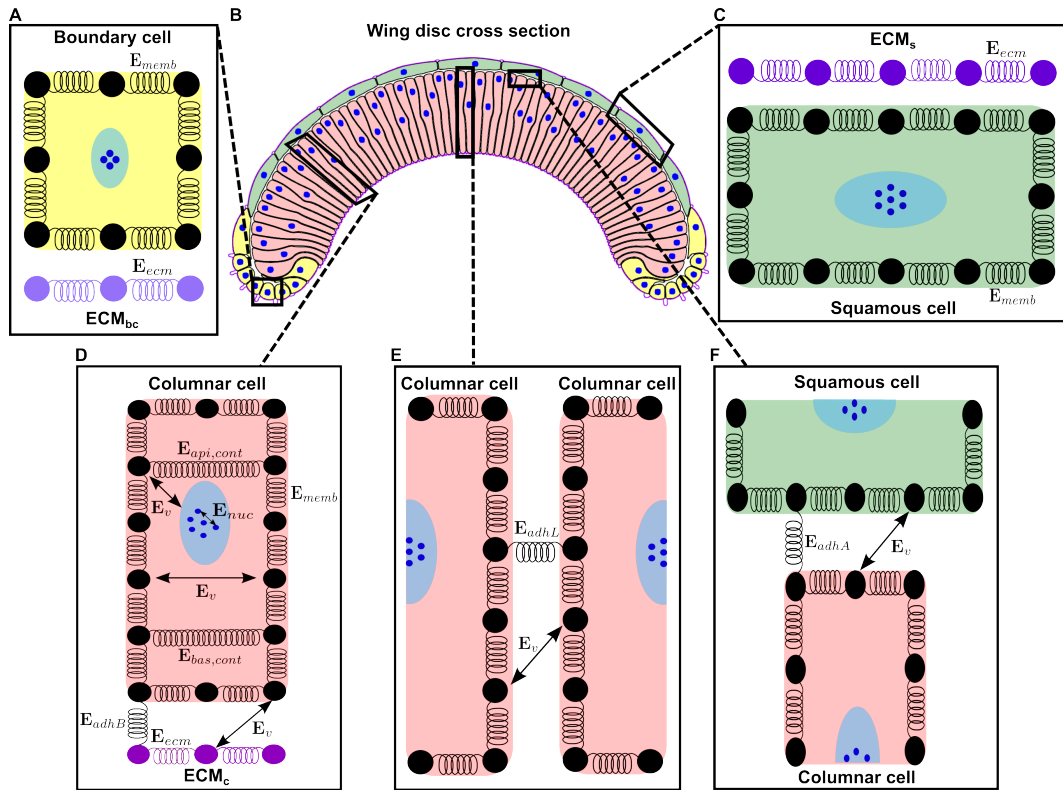 A
Boundary cell
E_memb
E_ecm
ECM_bc
B
Wing disc cross section
C
ECM_s
E_ecm
E_memb
Squamous cell
D
Columnar cell
E_api,cont
E_memb
E_v
E_nuc
E_v
E_bas,cont
E_adhB
E_v
E_ecm
ECM_c
E
Columnar cell Columnar cell
E_adhL
E_v
F
Squamous cell
E_adhA
E_v
Columnar cell